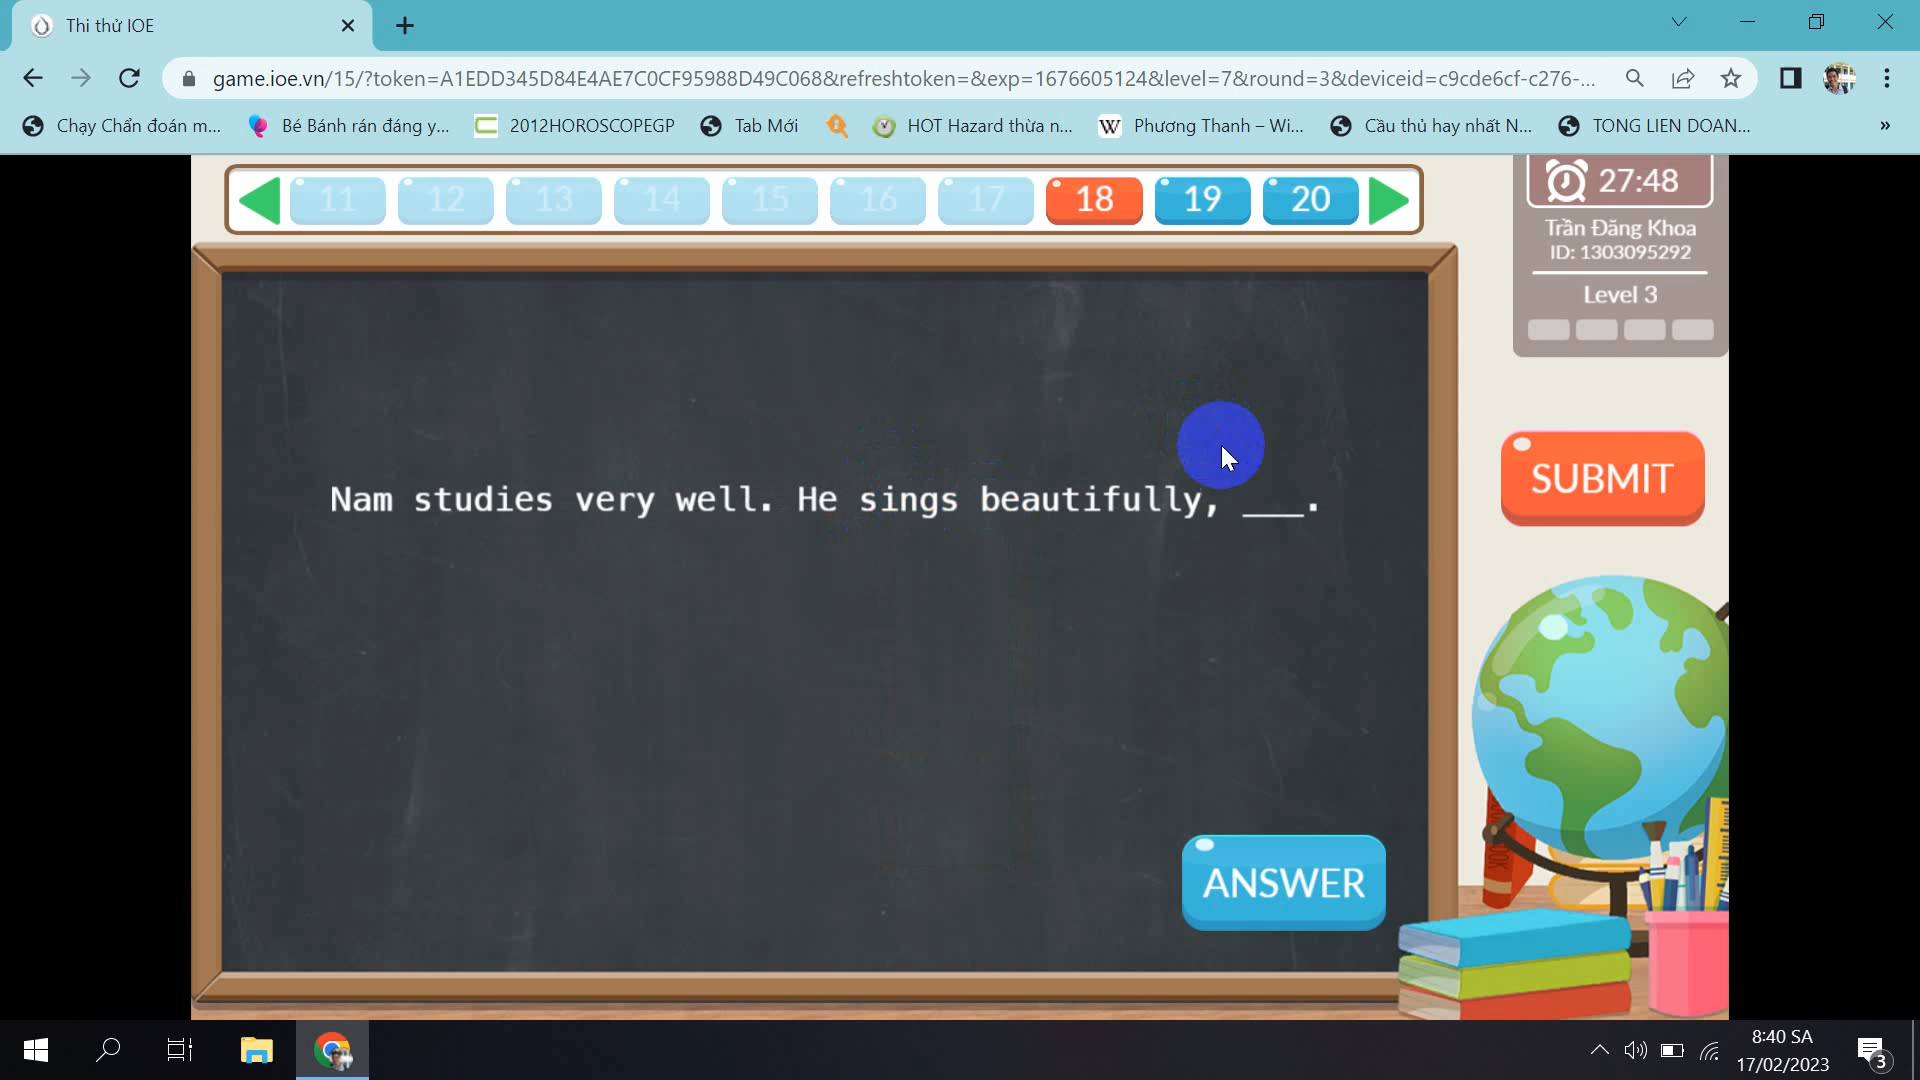 Thi thử IOE
game.ioe.vn/15/?token=A1EDD345D84E4AE7C0CF95988D49C068&refreshtoken=&exp=1676605124&level=7&round=3&deviceid=c9cde6cf-c276-...
Chạy Chẩn đoán m...
Bé Bánh rán đáng y...
2012HOROSCOPEGP
Tab Mới
HOT Hazard thừa n...
W
Phương Thanh – Wi...
Cầu thủ hay nhất N...
TONG LIEN DOAN...
»
11 12 13 14 15 16 17 18 19 20
27:48
Trần Đăng Khoa
ID: 1303095292
Level 3
Nam studies very well. He sings beautifully, ___.
SUBMIT
ANSWER
8:40 SA
17/02/2023
3